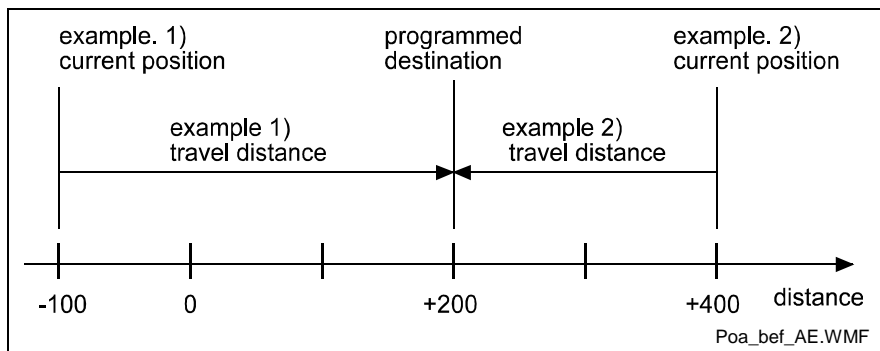 example. 1)
current position
programmed
destination
example. 2)
current position
example 1)
travel distance
example 2)
travel distance
-100
0
+200
+400
distance
Poa_bef_AE.WMF